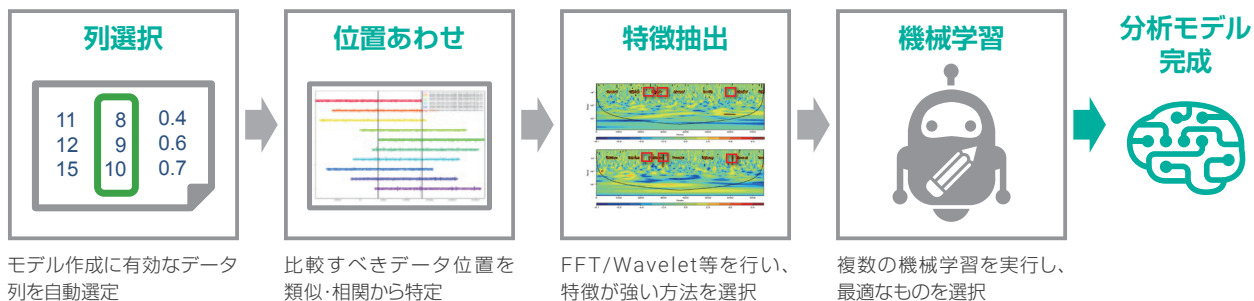 列選択
11 8 0.4
12 9 0.6
15 10 0.7
モデル作成に有効なデータ
列を自動選定
位置あわせ
比較すべきデータ位置を
類似・相関から特定
特徴抽出
FFT/Wavelet等を行い、
特徴が強い方法を選択
機械学習
複数の機械学習を実行し、
最適なものを選択
分析モデル
完成